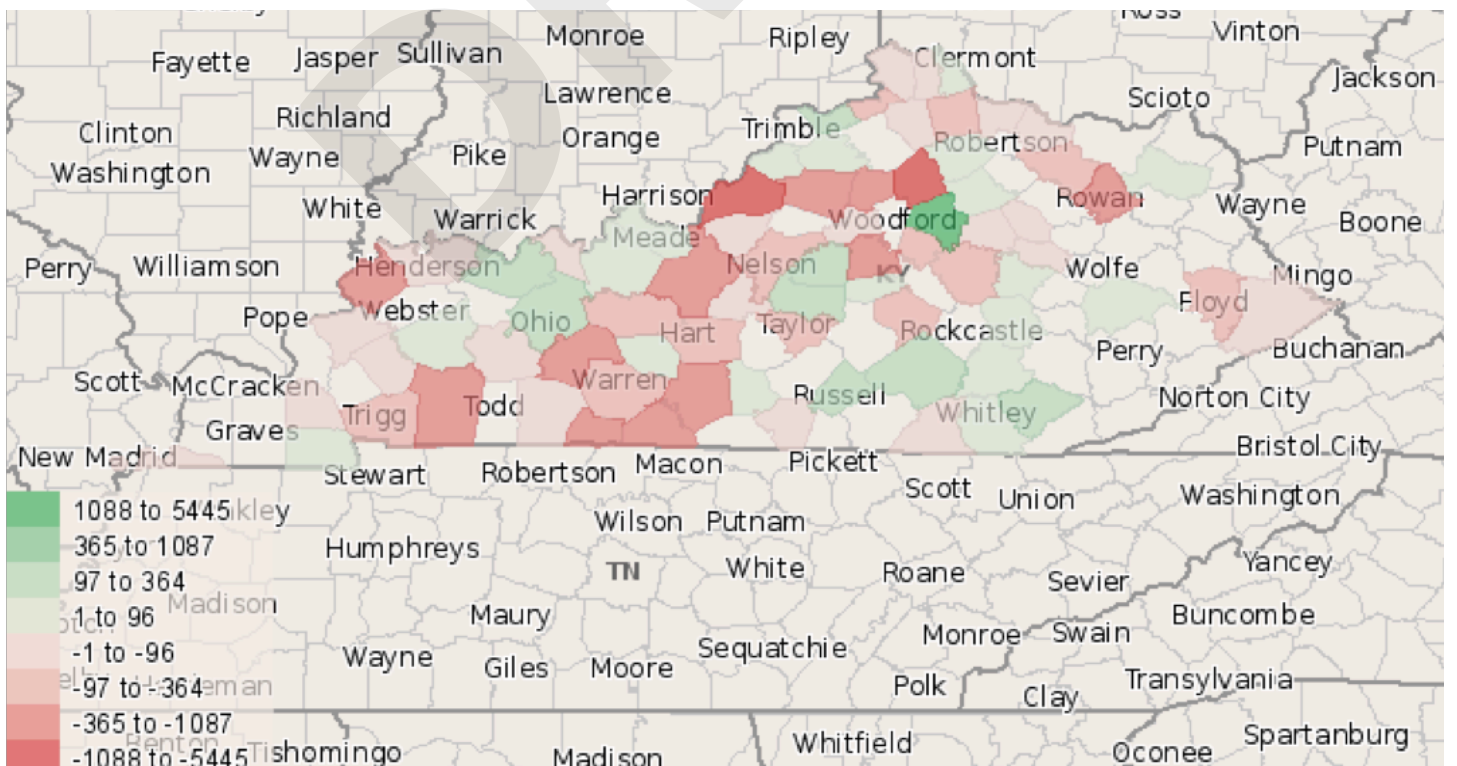 Ross
Monroe
Ripley
Vinton
Fayette
Jasper
Sullivan
Clermont
Jackson
Lawrence
Scioto
Richland
Clinton
Orange
Trimble
Robertson
Putnam
Wayne
Pike
Washington
Harrison
Rowan
White
Warrick
Woodford
Wayne
Boone
Meade
Perry
Williamson
Henderson
Nelson
KY
Wolfe
Mingo
Pope
Webster
Ohio
Hart
Taylor
Rockcastle
Floyd
Perry
Buchanan
Scott
McCracken
Warren
Trigg
Todd
Russell
Whitley
Norton City
Graves
New Madrid
Stewart
Robertson
Macon
Pickett
Bristol City
Scott
Union
Washington
1088 to 5445
Wilson
Putnam
365 to 1087
Humphreys
TN
White
Roane
Sevier
Yancey
97 to 364
Madison
1 to 96
Maury
Monroe
Swain
Buncombe
-1 to -96
Wayne
Giles
Moore
Sequatchie
-97 to -364
Polk
Clay
Transylvania
-365 to -1087
Benton
-1088 to -5445
Tishomingo
Madison
Whitfield
Oconee
Spartanburg